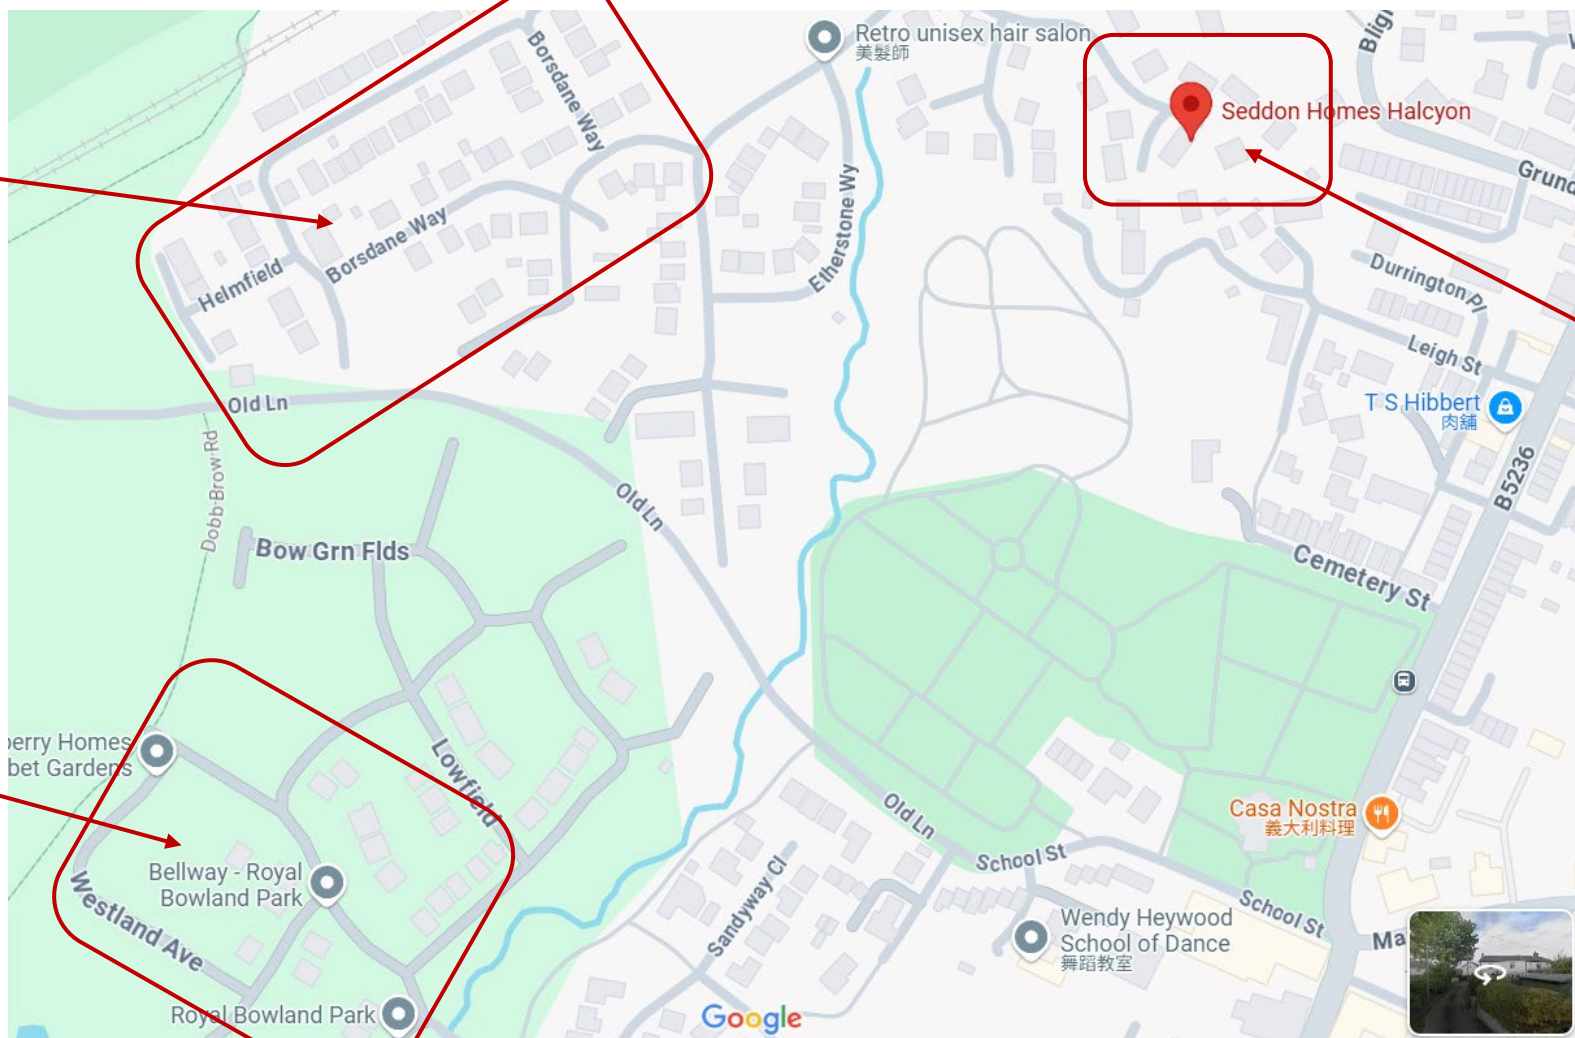 Retro unisex hair salon
美髮師
Blig
Borsdane Way
Seddon Homes Halcyon
Grund
Etherstone Wy
Borsdane Way
Helmfield
Durrington Pl
Leigh St
T S Hibbert
肉舖
Old Ln
B5236
Dobb Brow Rd
Old Ln
Bow Grn Flds
Cemetery St
perry Homes
bet Gardens
Lowfield
Casa Nostra
義大利料理
Old Ln
School St
Bellway - Royal
Bowland Park
Westland Ave
Sandyway Cl
School St
Wendy Heywood
School of Dance
舞蹈教室
Ma
Royal Bowland Park
Google